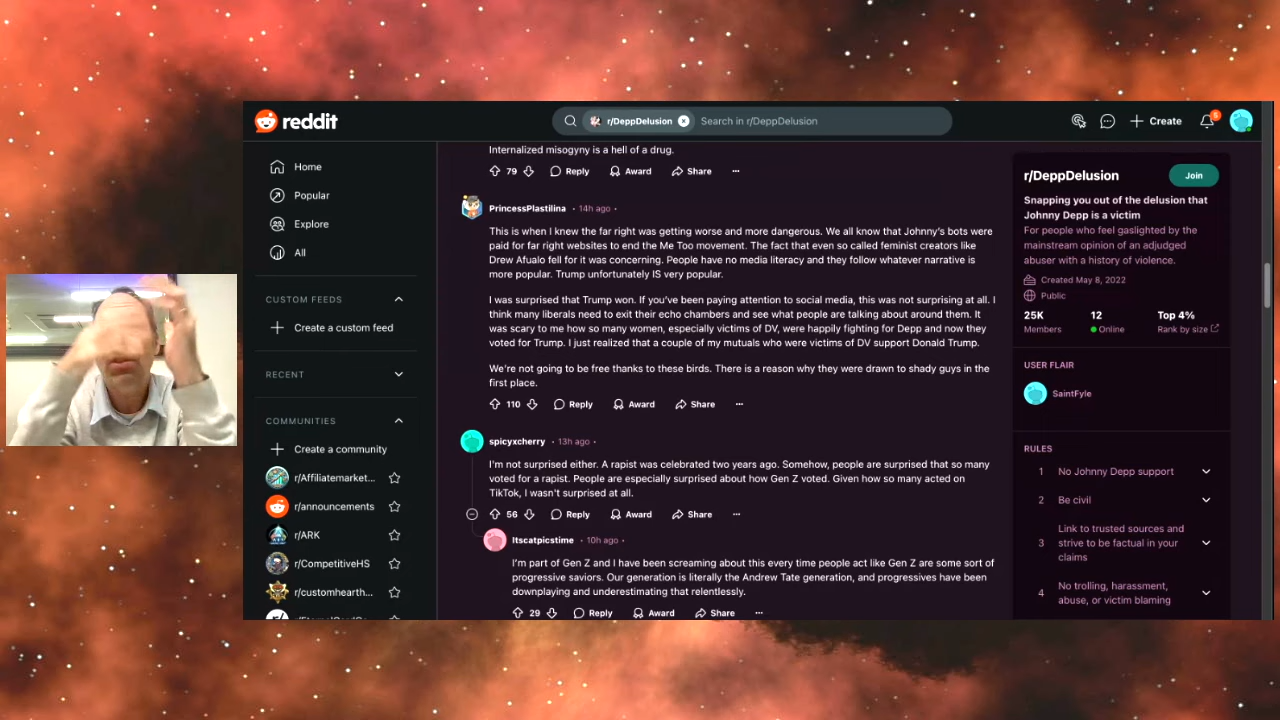 reddit
r/DeppDelusion
Search in r/DeppDelusion
Create
5
Home
Popular
Explore
All
CUSTOM FEEDS
Create a custom feed
RECENT
COMMUNITIES
Create a community
r/Affiliatemarket...
r/announcements
r/ARK
r/CompetitiveHS
r/customhearth...
Internalized misogyny is a hell of a drug.
79 Reply Award Share ...
PrincessPlastilina • 14h ago •
This is when I knew the far right was getting worse and more dangerous. We all know that Johnny's bots were
paid for far right websites to end the Me Too movement. The fact that even so called feminist creators like
Drew Afualo fell for it was concerning. People have no media literacy and they follow whatever narrative is
more popular. Trump unfortunately IS very popular.
I was surprised that Trump won. If you've been paying attention to social media, this was not surprising at all. I
think many liberals need to exit their echo chambers and see what people are talking about around them. It
was scary to me how so many women, especially victims of DV, were happily fighting for Depp and now they
voted for Trump. I just realized that a couple of my mutuals who were victims of DV support Donald Trump.
We're not going to be free thanks to these birds. There is a reason why they were drawn to shady guys in the
first place.
110 Reply Award Share ...
spicyxcherry • 13h ago •
I'm not surprised either. A rapist was celebrated two years ago. Somehow, people are surprised that so many
voted for a rapist. People are especially surprised about how Gen Z voted. Given how so many acted on
TikTok, I wasn't surprised at all.
56 Reply Award Share ...
Itscatpicstime • 10h ago •
I'm part of Gen Z and I have been screaming about this every time people act like Gen Z are some sort of
progressive saviors. Our generation is literally the Andrew Tate generation, and progressives have been
downplaying and underestimating that relentlessly.
29 Reply Award Share ...
r/DeppDelusion
Join
Snapping you out of the delusion that
Johnny Depp is a victim
For people who feel gaslighted by the
mainstream opinion of an adjudged
abuser with a history of violence.
Created May 8, 2022
Public
25K 12 Top 4%
Members Online Rank by size
USER FLAIR
SaintFyle
RULES
1 No Johnny Depp support
2 Be civil
3 Link to trusted sources and
strive to be factual in your
claims
4 No trolling, harassment,
abuse, or victim blaming